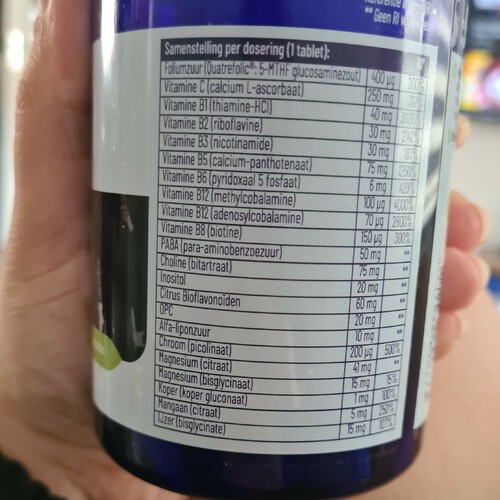 ** Geen RI
Samenstelling per dosering (1 tablet):
Foliumzuur (Quatrefolic®: 5-MTHF glucosaminezout) 400 µg
Vitamine C (calcium L-ascorbaat) 250 mg
Vitamine B1 (thiamine-HCl) 40 mg
Vitamine B2 (riboflavine) 30 mg
Vitamine B3 (nicotinamide) 30 mg
Vitamine B5 (calcium-panthotenaat) 75 mg
Vitamine B6 (pyridoxaal 5 fosfaat) 6 mg 429%
Vitamine B12 (methylcobalamine) 100 µg 4000%
Vitamine B12 (adenosylcobalamine) 70 µg 2800%
Vitamine B8 (biotine) 150 µg 300%
PABA (para-aminobenzoezuur) 50 mg **
Choline (bitartraat) 75 mg **
Inositol 20 mg **
Citrus Bioflavonoïden 60 mg **
OPC 20 mg **
Alfa-liponzuur 10 mg **
Chroom (picolinaat) 200 µg 500%
Magnesium (citraat) 41 mg
Magnesium (bisglycinaat) 15 mg 15%
Koper (koper gluconaat) 1 mg 100%
Mangaan (citraat) 5 mg 250%
IJzer (bisglycinate) 15 mg 107%